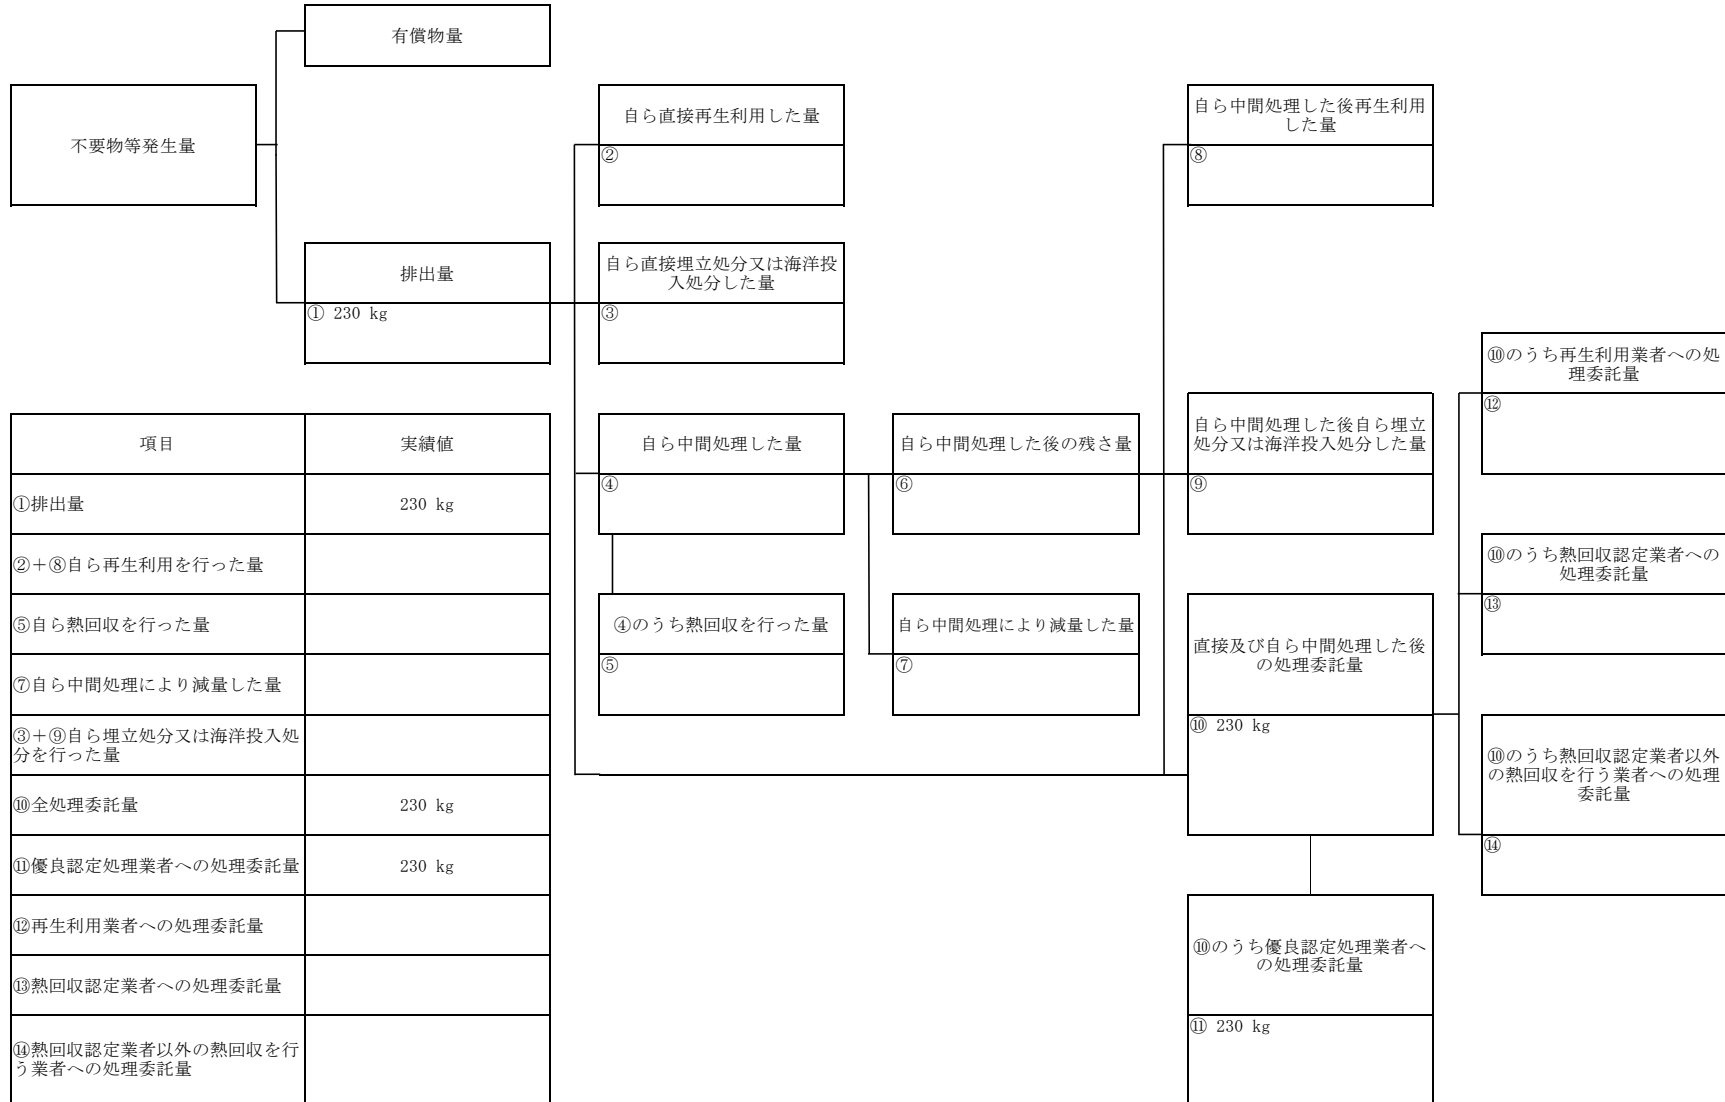 有償物量
不要物等発生量
自ら直接再生利用した量
②
自ら中間処理した後再生利用
した量
⑧
排出量
① 230 kg
自ら直接埋立処分又は海洋投
入処分した量
③
⑩のうち再生利用業者への処
理委託量
⑫
自ら中間処理した量
④
自ら中間処理した後の残さ量
⑥
自ら中間処理した後自ら埋立
処分又は海洋投入処分した量
⑨
⑩のうち熱回収認定業者への
処理委託量
⑬
④のうち熱回収を行った量
⑤
自ら中間処理により減量した量
⑦
直接及び自ら中間処理した後
の処理委託量
⑩ 230 kg
⑩のうち熱回収認定業者以外
の熱回収を行う業者への処理
委託量
⑭
⑩のうち優良認定処理業者へ
の処理委託量
⑪ 230 kg
項目 実績値
①排出量 230 kg
②+⑧自ら再生利用を行った量
⑤自ら熱回収を行った量
⑦自ら中間処理により減量した量
③+⑨自ら埋立処分又は海洋投入処
分を行った量
⑩全処理委託量 230 kg
⑪優良認定処理業者への処理委託量 230 kg
⑫再生利用業者への処理委託量
⑬熱回収認定業者への処理委託量
⑭熱回収認定業者以外の熱回収を行
う業者への処理委託量